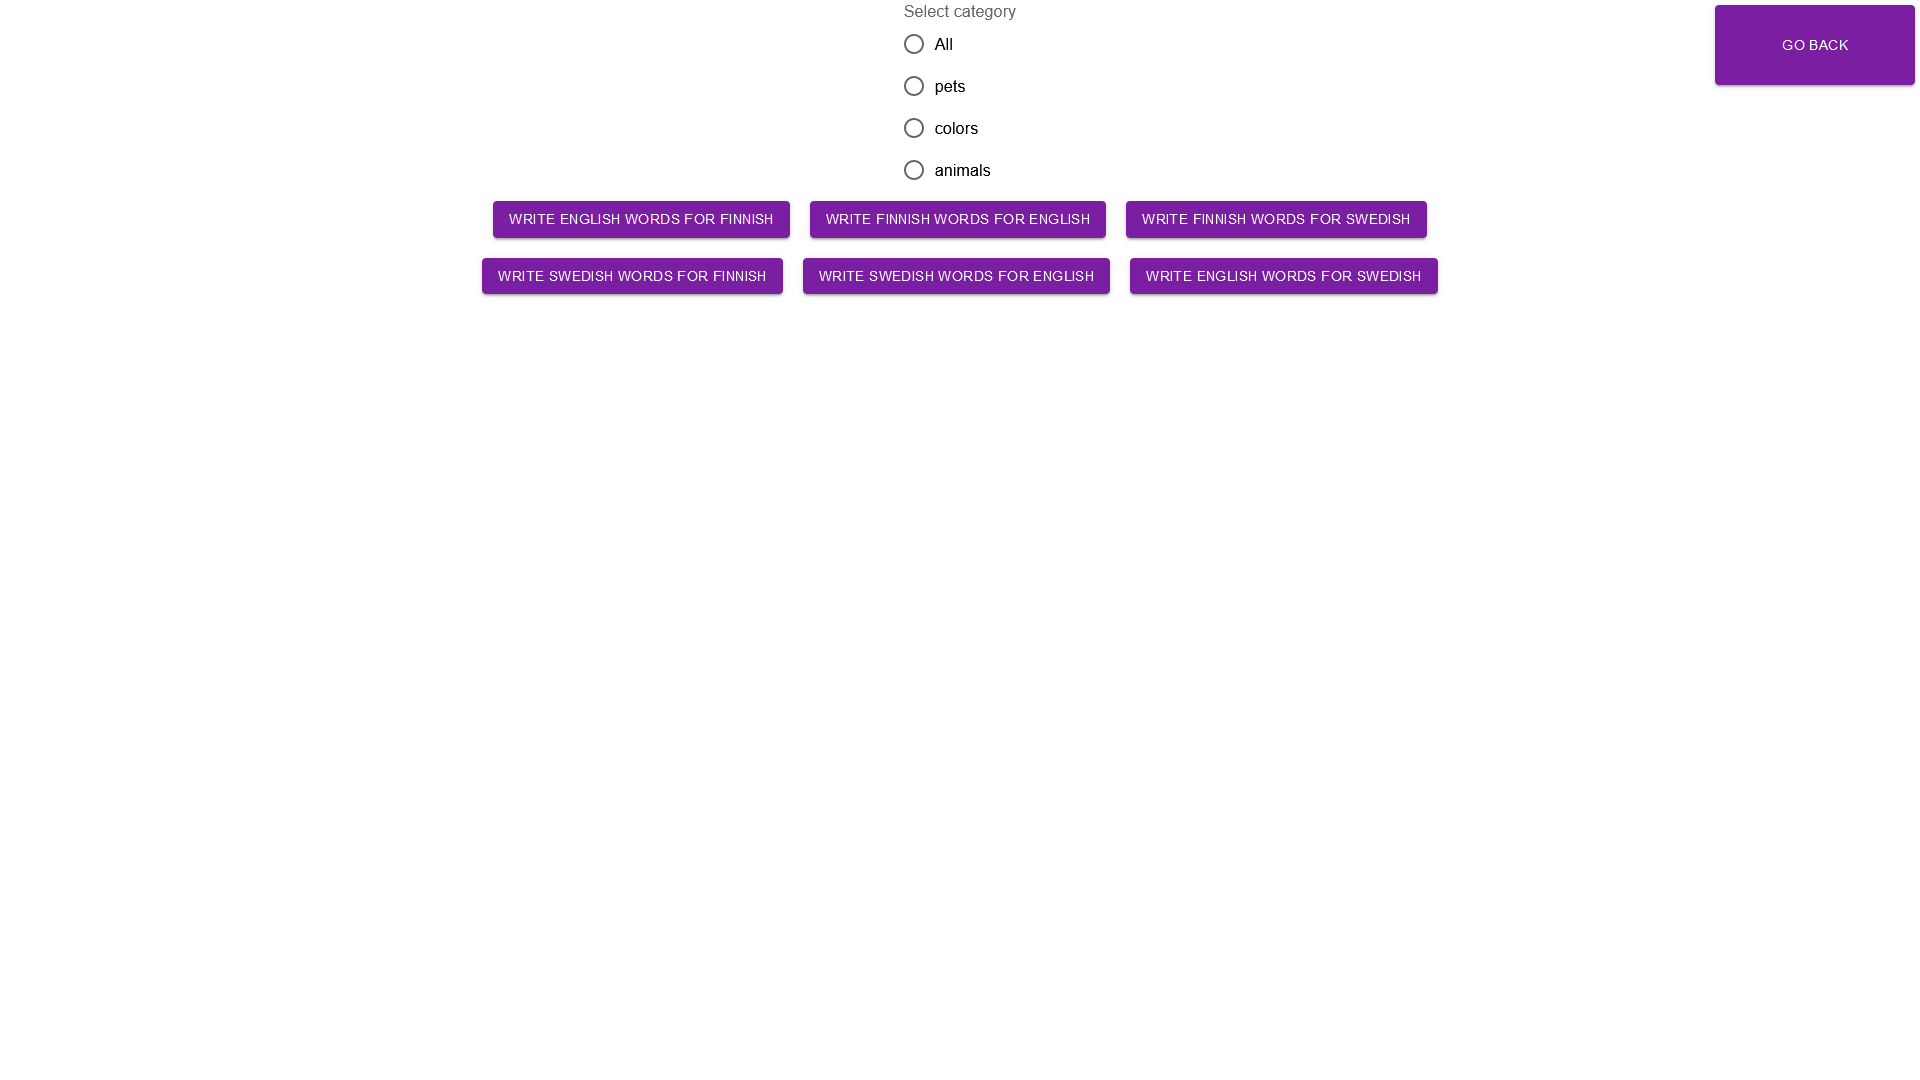 Select category
All
pets
colors
animals
GO BACK
WRITE ENGLISH WORDS FOR FINNISH
WRITE FINNISH WORDS FOR ENGLISH
WRITE FINNISH WORDS FOR SWEDISH
WRITE SWEDISH WORDS FOR FINNISH
WRITE SWEDISH WORDS FOR ENGLISH
WRITE ENGLISH WORDS FOR SWEDISH